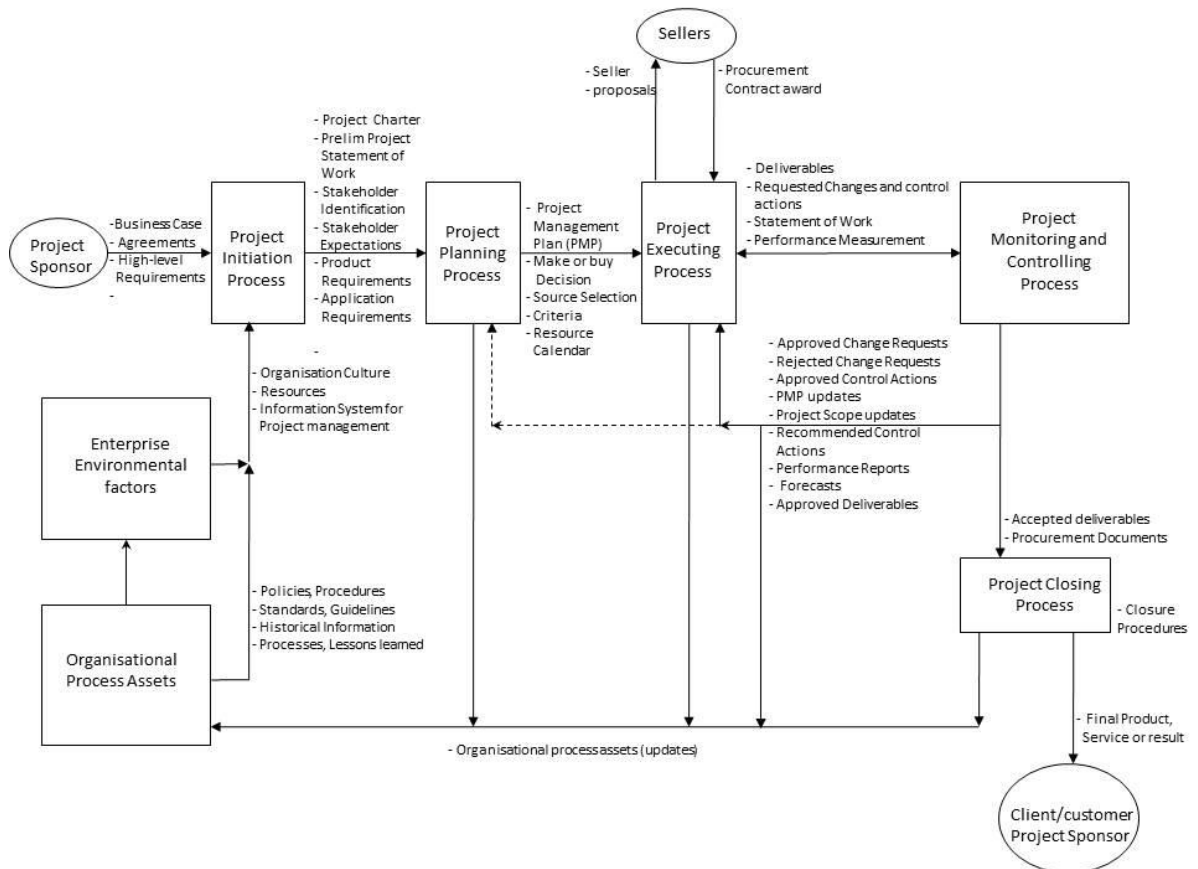 Sellers
- Seller
- proposals
- Procurement
Contract award
- Project Charter
- Prelim Project
Statement of
Work
- Stakeholder
Identification
- Stakeholder
Expectations
- Product
Requirements
- Application
Requirements
-
Project
Sponsor
-Business Case
- Agreements
- High-level
Requirements
-
Project
Initiation
Process
Project
Planning
Process
- Project
Management
Plan (PMP)
- Make or buy
Decision
- Source Selection
- Criteria
- Resource
Calendar
Project
Executing
Process
- Deliverables
- Requested Changes and control
actions
- Statement of Work
- Performance Measurement
Project
Monitoring and
Controlling
Process
- Organisation Culture
- Resources
- Information System for
Project management
- Approved Change Requests
- Rejected Change Requests
- Approved Control Actions
- PMP updates
- Project Scope updates
- Recommended Control
Actions
- Performance Reports
- Forecasts
- Approved Deliverables
Enterprise
Environmental
factors
- Accepted deliverables
- Procurement Documents
- Policies, Procedures
- Standards, Guidelines
- Historical Information
- Processes, Lessons learned
Project Closing
Process
- Closure
Procedures
Organisational
Process Assets
- Organisational process assets (updates)
- Final Product,
Service or result
Client/customer
Project Sponsor